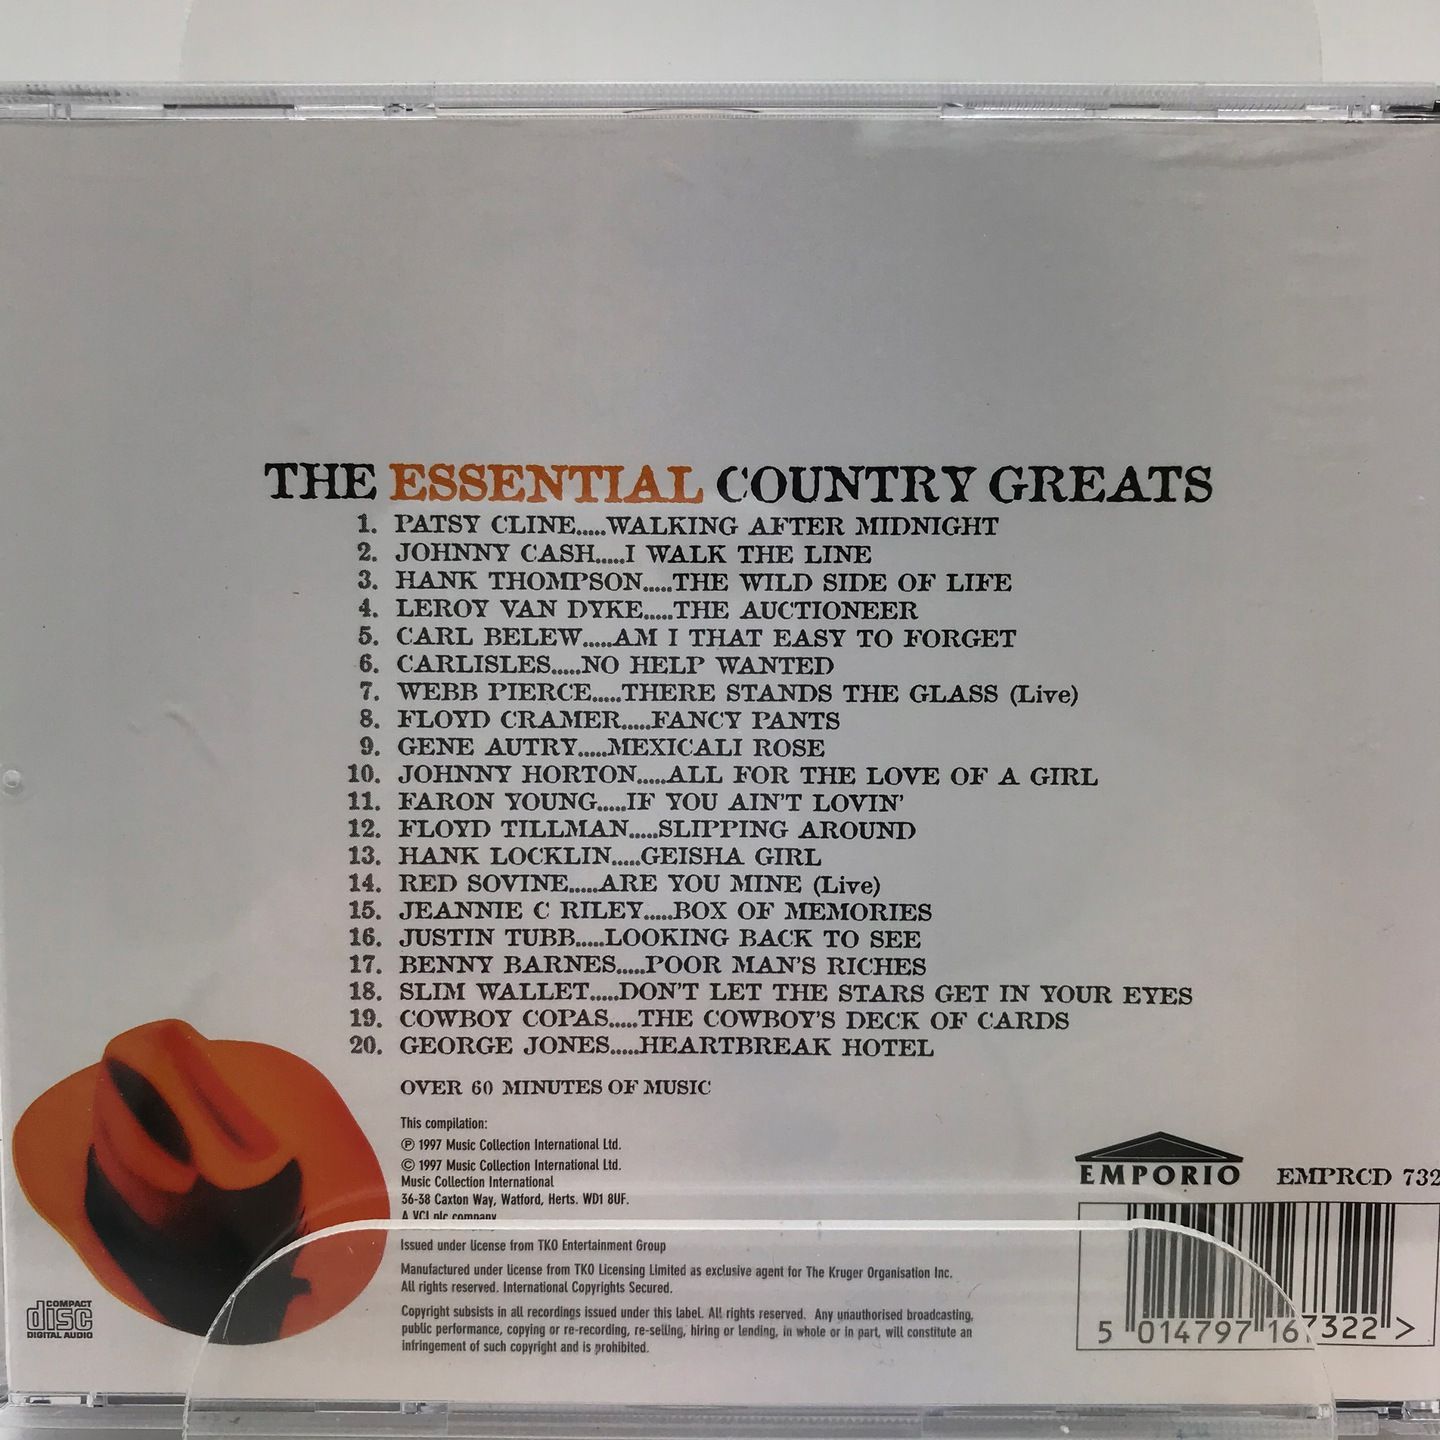 THE ESSENTIAL COUNTRY GREATS
1. PATSY CLINE.....WALKING AFTER MIDNIGHT
2. JOHNNY CASH.....I WALK THE LINE
3. HANK THOMPSON.....THE WILD SIDE OF LIFE
4. LEROY VAN DYKE.....THE AUCTIONEER
5. CARL BELEW.....AM I THAT EASY TO FORGET
6. CARLISLES.....NO HELP WANTED
7. WEBB PIERCE.....THERE STANDS THE GLASS (Live)
8. FLOYD CRAMER.....FANCY PANTS
9. GENE AUTRY.....MEXICALI ROSE
10. JOHNNY HORTON.....ALL FOR THE LOVE OF A GIRL
11. FARON YOUNG.....IF YOU AIN'T LOVIN'
12. FLOYD TILLMAN.....SLIPPING AROUND
13. HANK LOCKLIN.....GEISHA GIRL
14. RED SOVINE.....ARE YOU MINE (Live)
15. JEANNIE C RILEY.....BOX OF MEMORIES
16. JUSTIN TUBB.....LOOKING BACK TO SEE
17. BENNY BARNES.....POOR MAN'S RICHES
18. SLIM WALLET.....DON'T LET THE STARS GET IN YOUR EYES
19. COWBOY COPAS.....THE COWBOY'S DECK OF CARDS
20. GEORGE JONES.....HEARTBREAK HOTEL
OVER 60 MINUTES OF MUSIC
This compilation:
℗ 1997 Music Collection International Ltd.
© 1997 Music Collection International Ltd.
Music Collection International
36-38 Caxton Way, Watford, Herts. WD1 8UF.
A VCI plc company
Issued under license from TKO Entertainment Group
Manufactured under license from TKO Licensing Limited as exclusive agent for The Kruger Organisation Inc.
All rights reserved. International Copyrights Secured.
Copyright subsists in all recordings issued under this label. All rights reserved. Any unauthorised broadcasting,
public performance, copying or re-recording, re-selling, hiring or lending, in whole or in part, will constitute an
infringement of such copyright and is prohibited.
COMPACT
disc
DIGITAL AUDIO
EMPORIO
EMPRCD 732
5 014797 167322 >